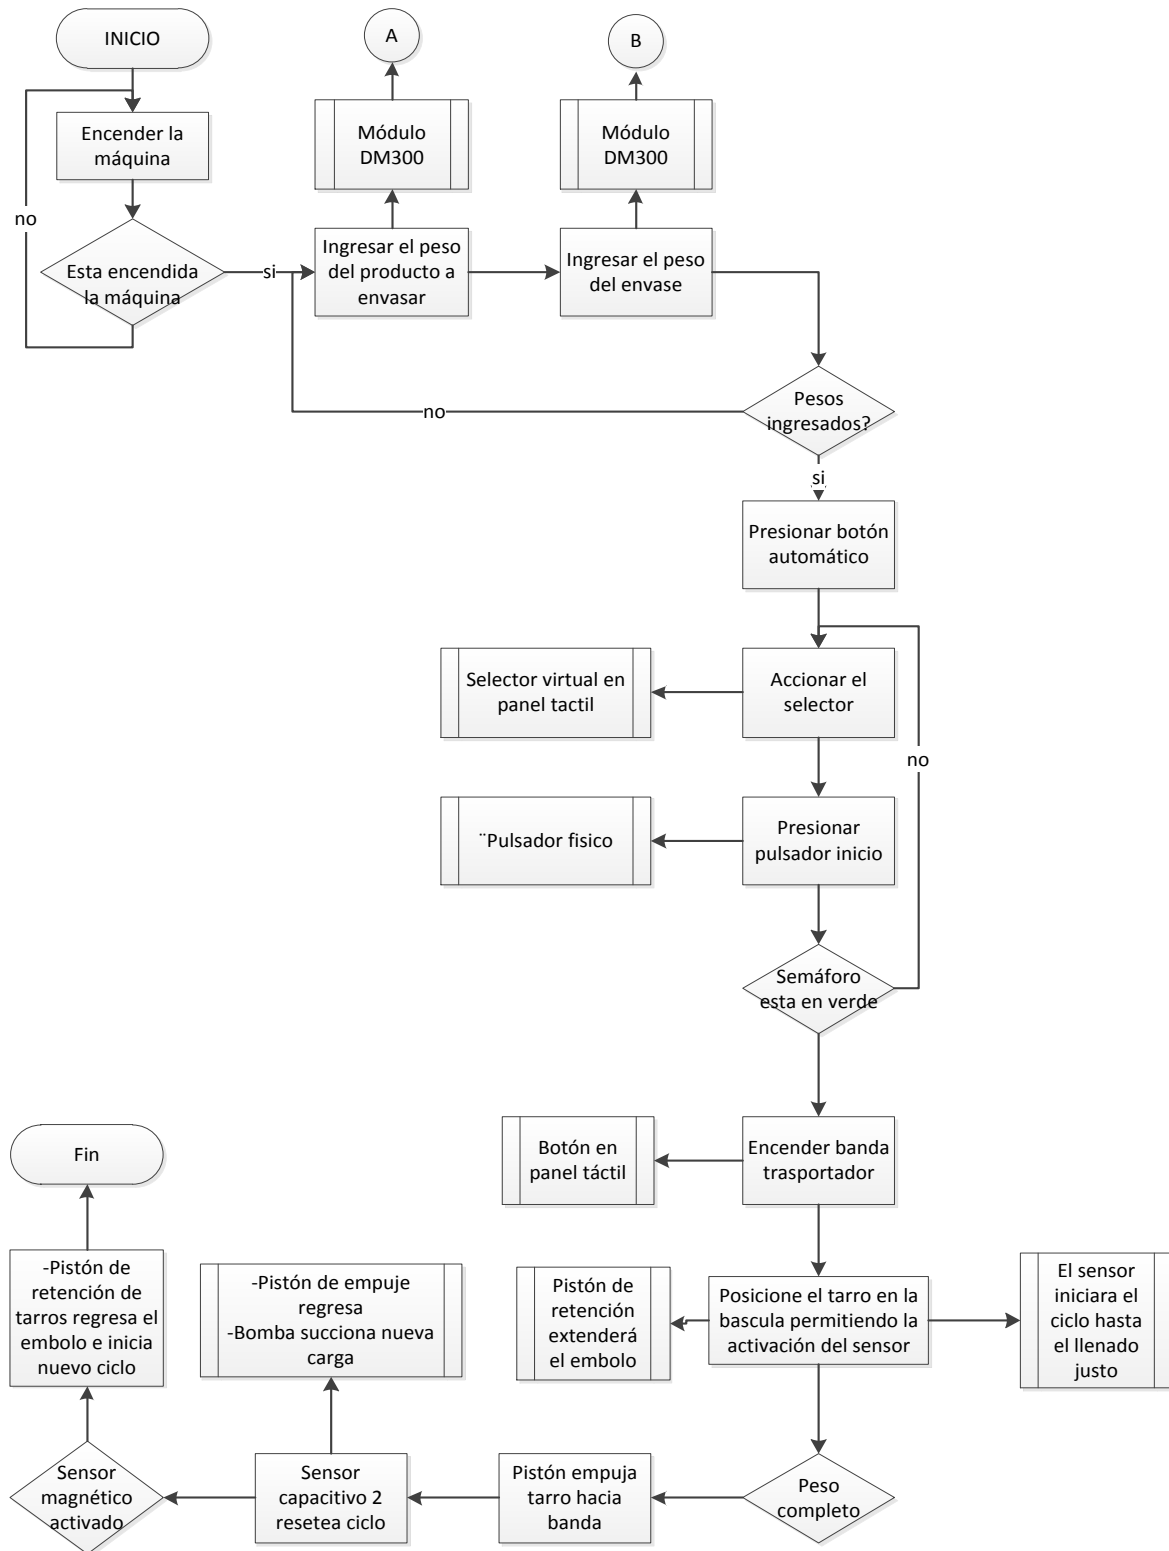 INICIO
A
B
Encender la
máquina
Módulo
DM300
Módulo
DM300
no
Esta encendida
la máquina
si
Ingresar el peso
del producto a
envasar
Ingresar el peso
del envase
Pesos
ingresados?
no
si
Presionar botón
automático
Selector virtual en
panel tactil
Accionar el
selector
no
¨Pulsador fisico
Presionar
pulsador inicio
Semáforo
esta en verde
Fin
Botón en
panel táctil
Encender banda
trasportador
-Pistón de
retención de
tarros regresa el
embolo e inicia
nuevo ciclo
-Pistón de empuje
regresa
-Bomba succiona nueva
carga
Pistón de
retención
extenderá
el embolo
Posicione el tarro en la
bascula permitiendo la
activación del sensor
El sensor
iniciara el
ciclo hasta
el llenado
justo
Sensor
magnético
activado
Sensor
capacitivo 2
resetea ciclo
Pistón empuja
tarro hacia
banda
Peso
completo